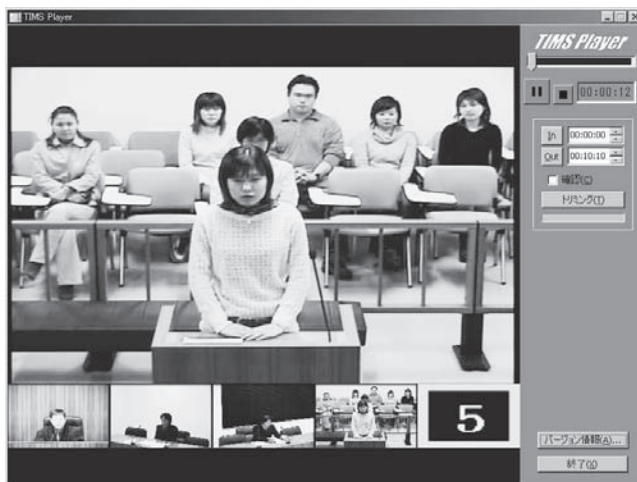 TIMS Player
TIMS Player
00:00:12
In 00:00:00
Out 00:10:10
確認(C)
トリミング(T)
5
バージョン情報(A)...
終了(X)